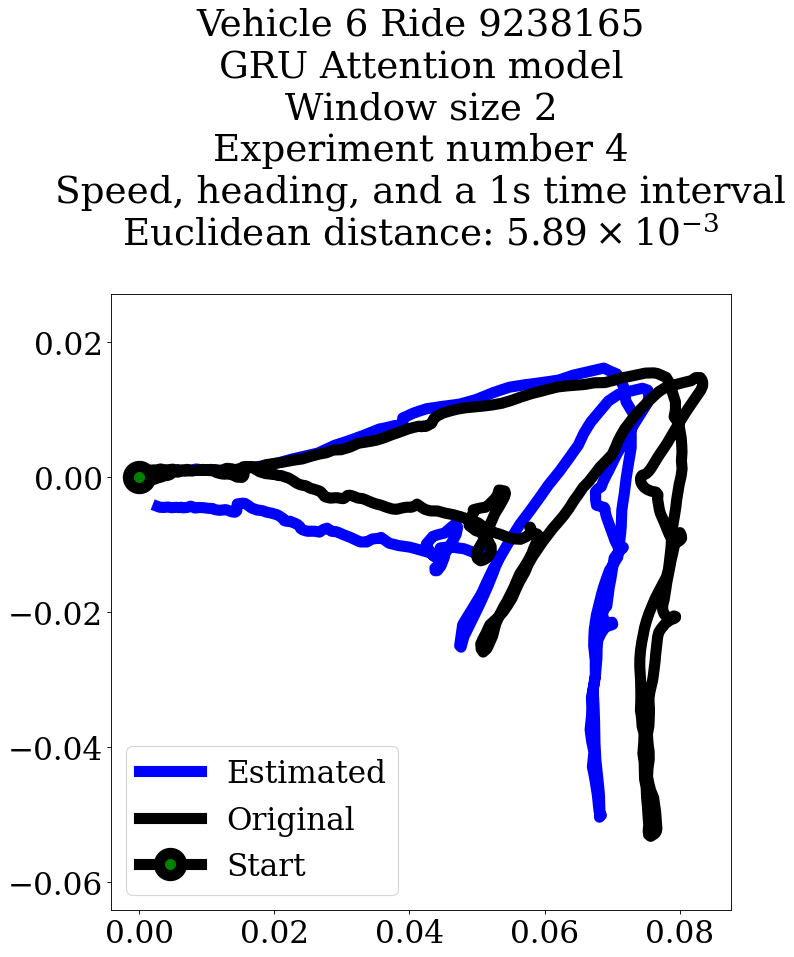 Vehicle 6 Ride 9238165
GRU Attention model
Window size 2
Experiment number 4
Speed, heading, and a 1s time interval
Euclidean distance: 5.89 × 10⁻³
0.02
0.00
−0.02
−0.04
−0.06
Estimated
Original
Start
0.00 0.02 0.04 0.06 0.08